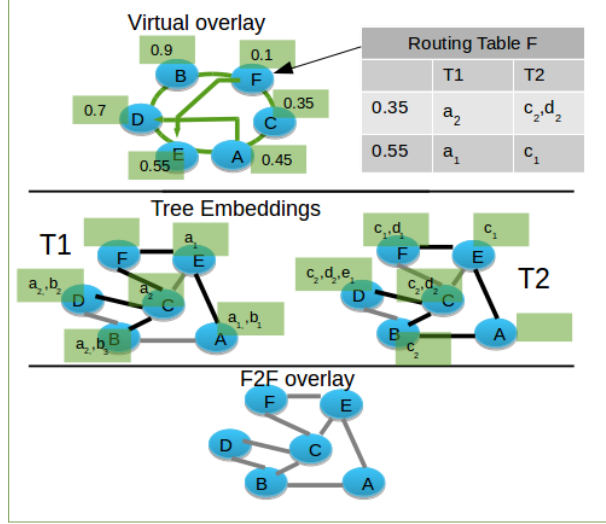 Virtual overlay
0.9
0.1
B
F
0.7
0.35
D
C
0.55
E
A
0.45
Routing Table F
T1
T2
0.35
a2
c2,d2
0.55
a1
c1
Tree Embeddings
T1
F
a1
E
a2,,b2
D
a2
C
a2,,b3
B
a1,,b1
A
c1,d1
F
c1
E
c2,d2,e1
D
c2,d2
C
T2
B
c2
A
F2F overlay
F
E
D
C
B
A